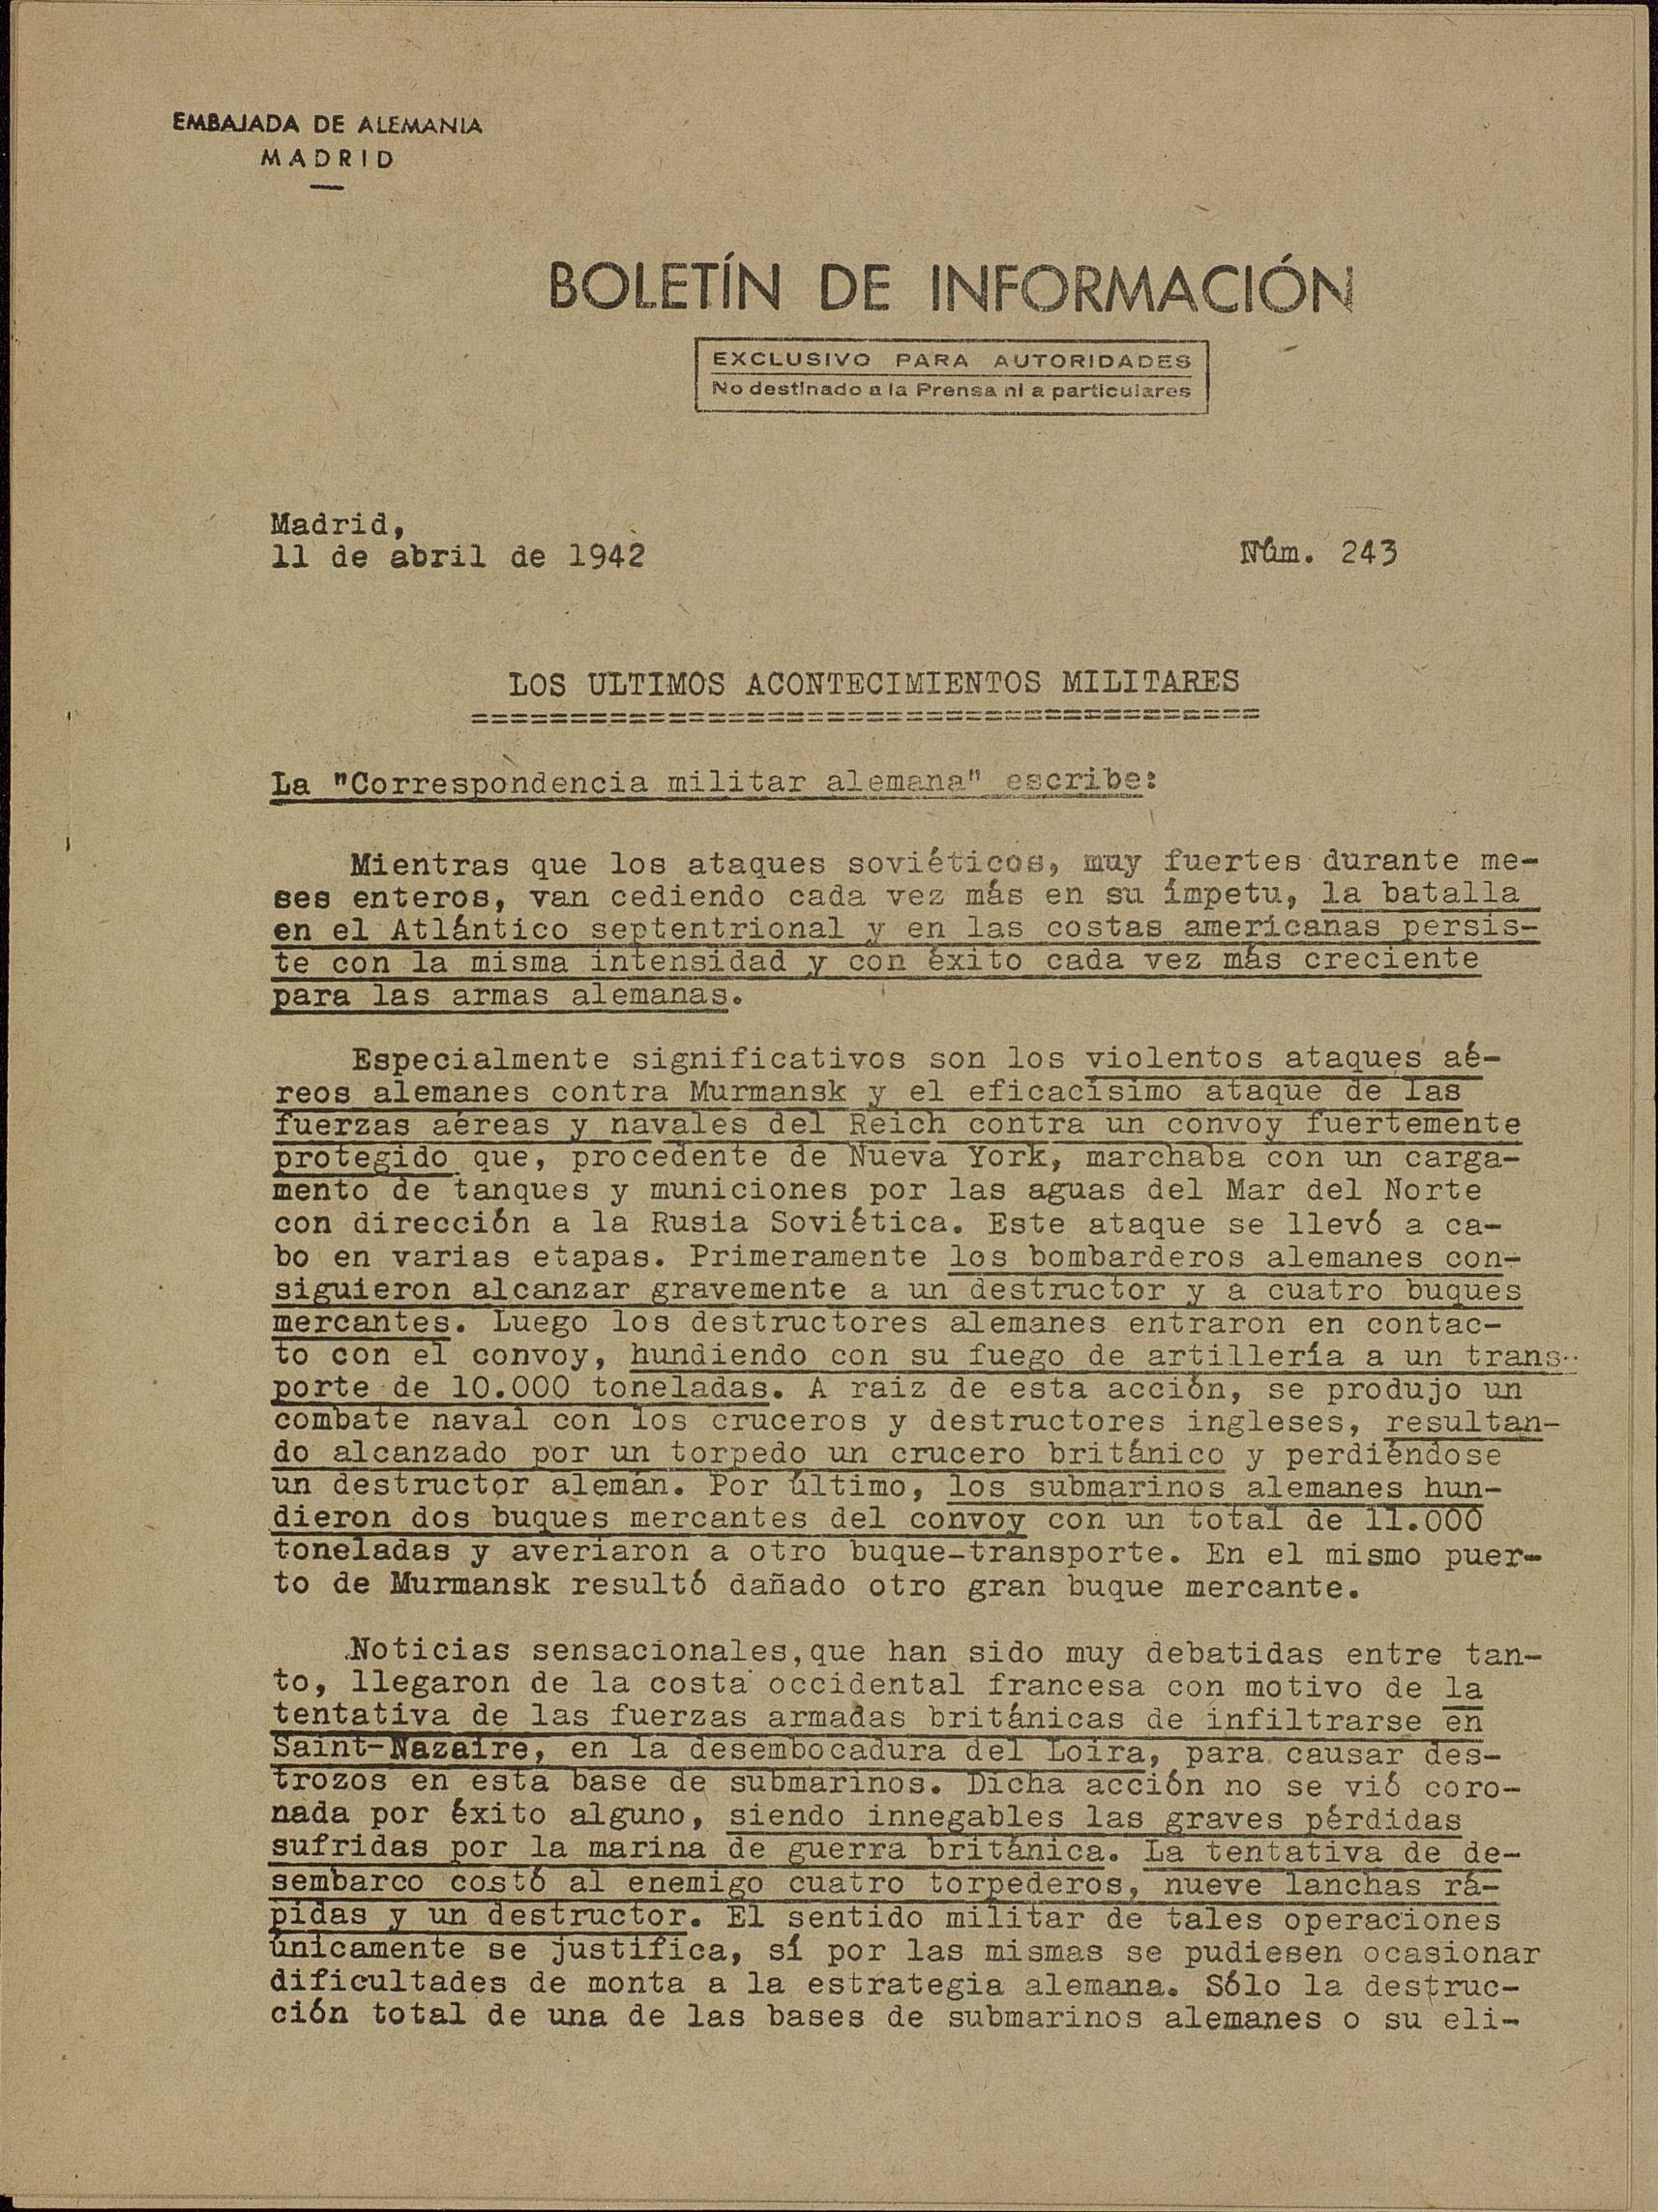 EMBAJADA DE ALEMANIA
MADRID
BOLETÍN DE INFORMACIÓN
EXCLUSIVO PARA AUTORIDADES
No destinado a la Prensa ni a particulares
Madrid,
11 de abril de 1942
Núm. 243
LOS ULTIMOS ACONTECIMIENTOS MILITARES
========================================
La "Correspondencia militar alemana" escribe:
Mientras que los ataques soviéticos, muy fuertes durante me-
ses enteros, van cediendo cada vez más en su ímpetu, la batalla
en el Atlántico septentrional y en las costas americanas persis-
te con la misma intensidad y con éxito cada vez más creciente
para las armas alemanas.
Especialmente significativos son los violentos ataques aé-
reos alemanes contra Murmansk y el eficacísimo ataque de las
fuerzas aéreas y navales del Reich contra un convoy fuertemente
protegido que, procedente de Nueva York, marchaba con un carga-
mento de tanques y municiones por las aguas del Mar del Norte
con dirección a la Rusia Soviética. Este ataque se llevó a ca-
bo en varias etapas. Primeramente los bombarderos alemanes con-
siguieron alcanzar gravemente a un destructor y a cuatro buques
mercantes. Luego los destructores alemanes entraron en contac-
to con el convoy, hundiendo con su fuego de artillería a un trans-
porte de 10.000 toneladas. A raiz de esta acción, se produjo un
combate naval con los cruceros y destructores ingleses, resultan-
do alcanzado por un torpedo un crucero británico y perdiéndose
un destructor alemán. Por último, los submarinos alemanes hun-
dieron dos buques mercantes del convoy con un total de 11.000
toneladas y averiaron a otro buque-transporte. En el mismo puer-
to de Murmansk resultó dañado otro gran buque mercante.
Noticias sensacionales, que han sido muy debatidas entre tan-
to, llegaron de la costa occidental francesa con motivo de la
tentativa de las fuerzas armadas británicas de infiltrarse en
Saint-Nazaire, en la desembocadura del Loira, para causar des-
trozos en esta base de submarinos. Dicha acción no se vió coro-
nada por éxito alguno, siendo innegables las graves pérdidas
sufridas por la marina de guerra británica. La tentativa de de-
sembarco costó al enemigo cuatro torpederos, nueve lanchas rá-
pidas y un destructor. El sentido militar de tales operaciones
únicamente se justifica, sí por las mismas se pudiesen ocasionar
dificultades de monta a la estrategia alemana. Sólo la destruc-
ción total de una de las bases de submarinos alemanes o su eli-